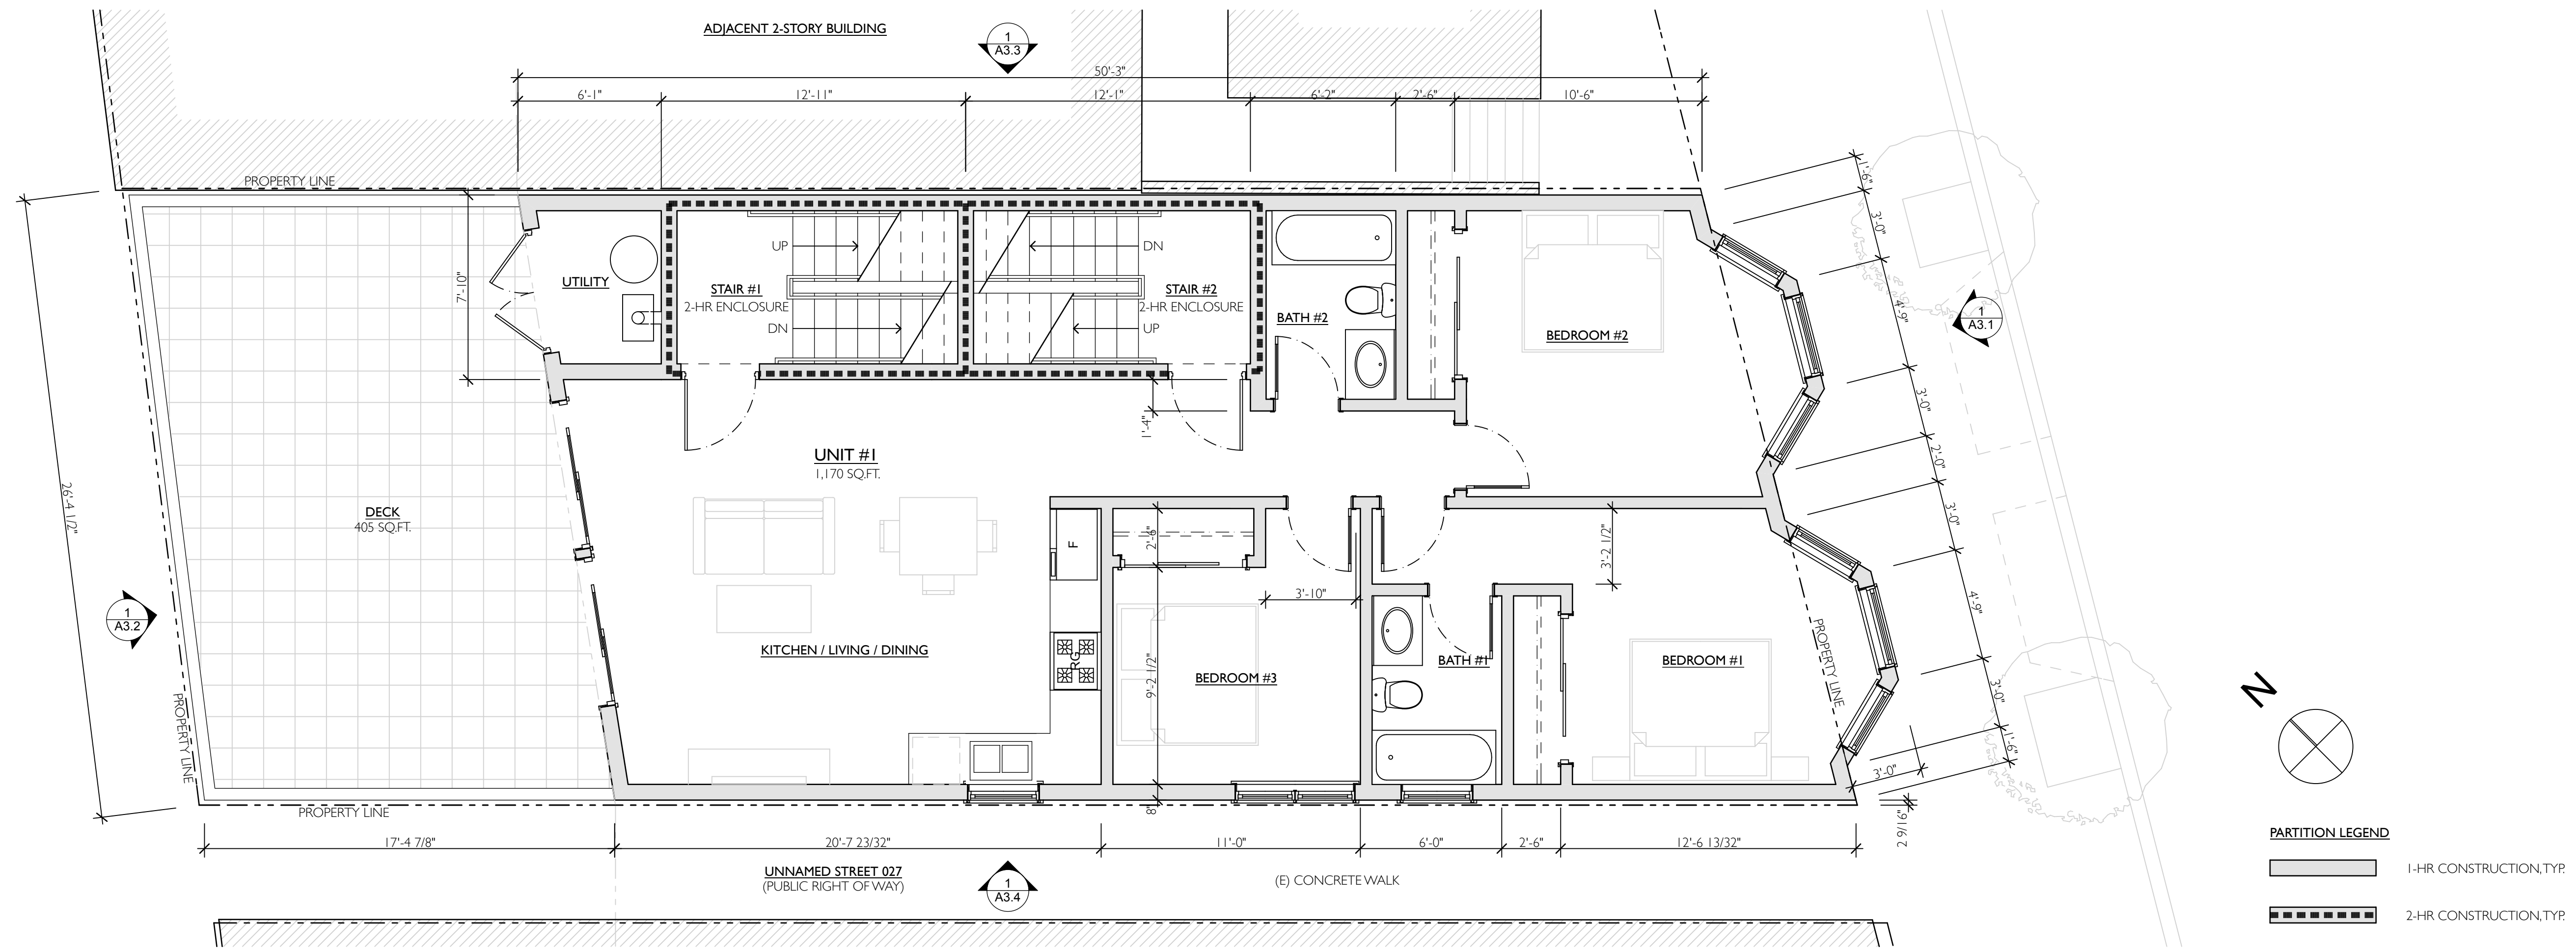 ADJACENT 2-STORY BUILDING
1
A3.3
50'-3"
6'-1"
12'-11"
12'-1"
6'-2"
2'-6"
10'-6"
PROPERTY LINE
1'-6"
3'-0"
4'-9"
3'-0"
2'-0"
3'-0"
4'-9"
3'-0"
1'-6"
3'-0"
2 9/16"
1
A3.1
26'-4 1/2"
7'-10"
UTILITY
UP
STAIR #1
2-HR ENCLOSURE
DN
DN
STAIR #2
2-HR ENCLOSURE
UP
BATH #2
BEDROOM #2
1'-4"
UNIT #1
1,170 SQ.FT.
DECK
405 SQ.FT.
1
A3.2
F
2'-6"
3'-10"
3'-2 1/2"
RG
KITCHEN / LIVING / DINING
9'-2 1/2"
BEDROOM #3
BATH #1
BEDROOM #1
PROPERTY LINE
PROPERTY LINE
PROPERTY LINE
8"
17'-4 7/8"
20'-7 23/32"
11'-0"
6'-0"
2'-6"
12'-6 13/32"
UNNAMED STREET 027
(PUBLIC RIGHT OF WAY)
1
A3.4
(E) CONCRETE WALK
N
PARTITION LEGEND
1-HR CONSTRUCTION, TYP.
2-HR CONSTRUCTION, TYP.